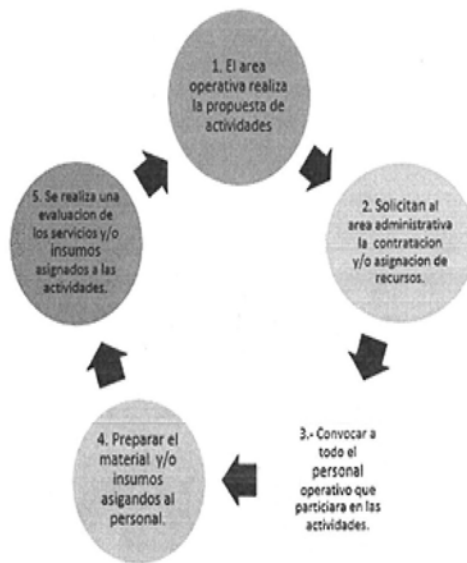 1. El area
operativa realiza
la propuesta de
actividades
2. Solicitan al
area administrativa
la contratacion
y/o asignacion de
recursos.
3.- Convocar a
todo el
personal
operativo que
particiara en las
actividades.
4. Preparar el
material y/o
insumos
asigandos al
personal.
5. Se realiza una
evaluacion de
los servicios y/o
insumos
asignados a las
actividades.